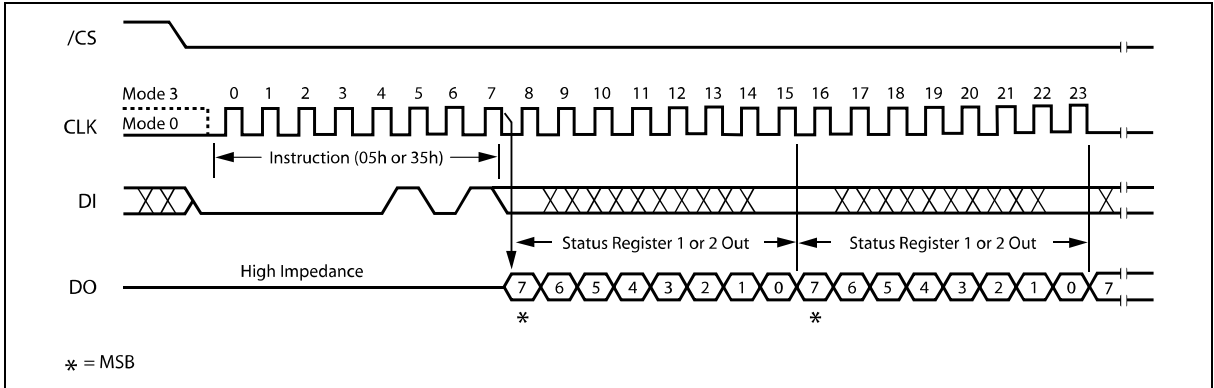 /CS
Mode 3
0 1 2 3 4 5 6 7 8 9 10 11 12 13 14 15 16 17 18 19 20 21 22 23
CLK
Mode 0
Instruction (05h or 35h)
DI
Status Register 1 or 2 Out Status Register 1 or 2 Out
High Impedance
DO
7 6 5 4 3 2 1 0 7 6 5 4 3 2 1 0 7
* *
* = MSB